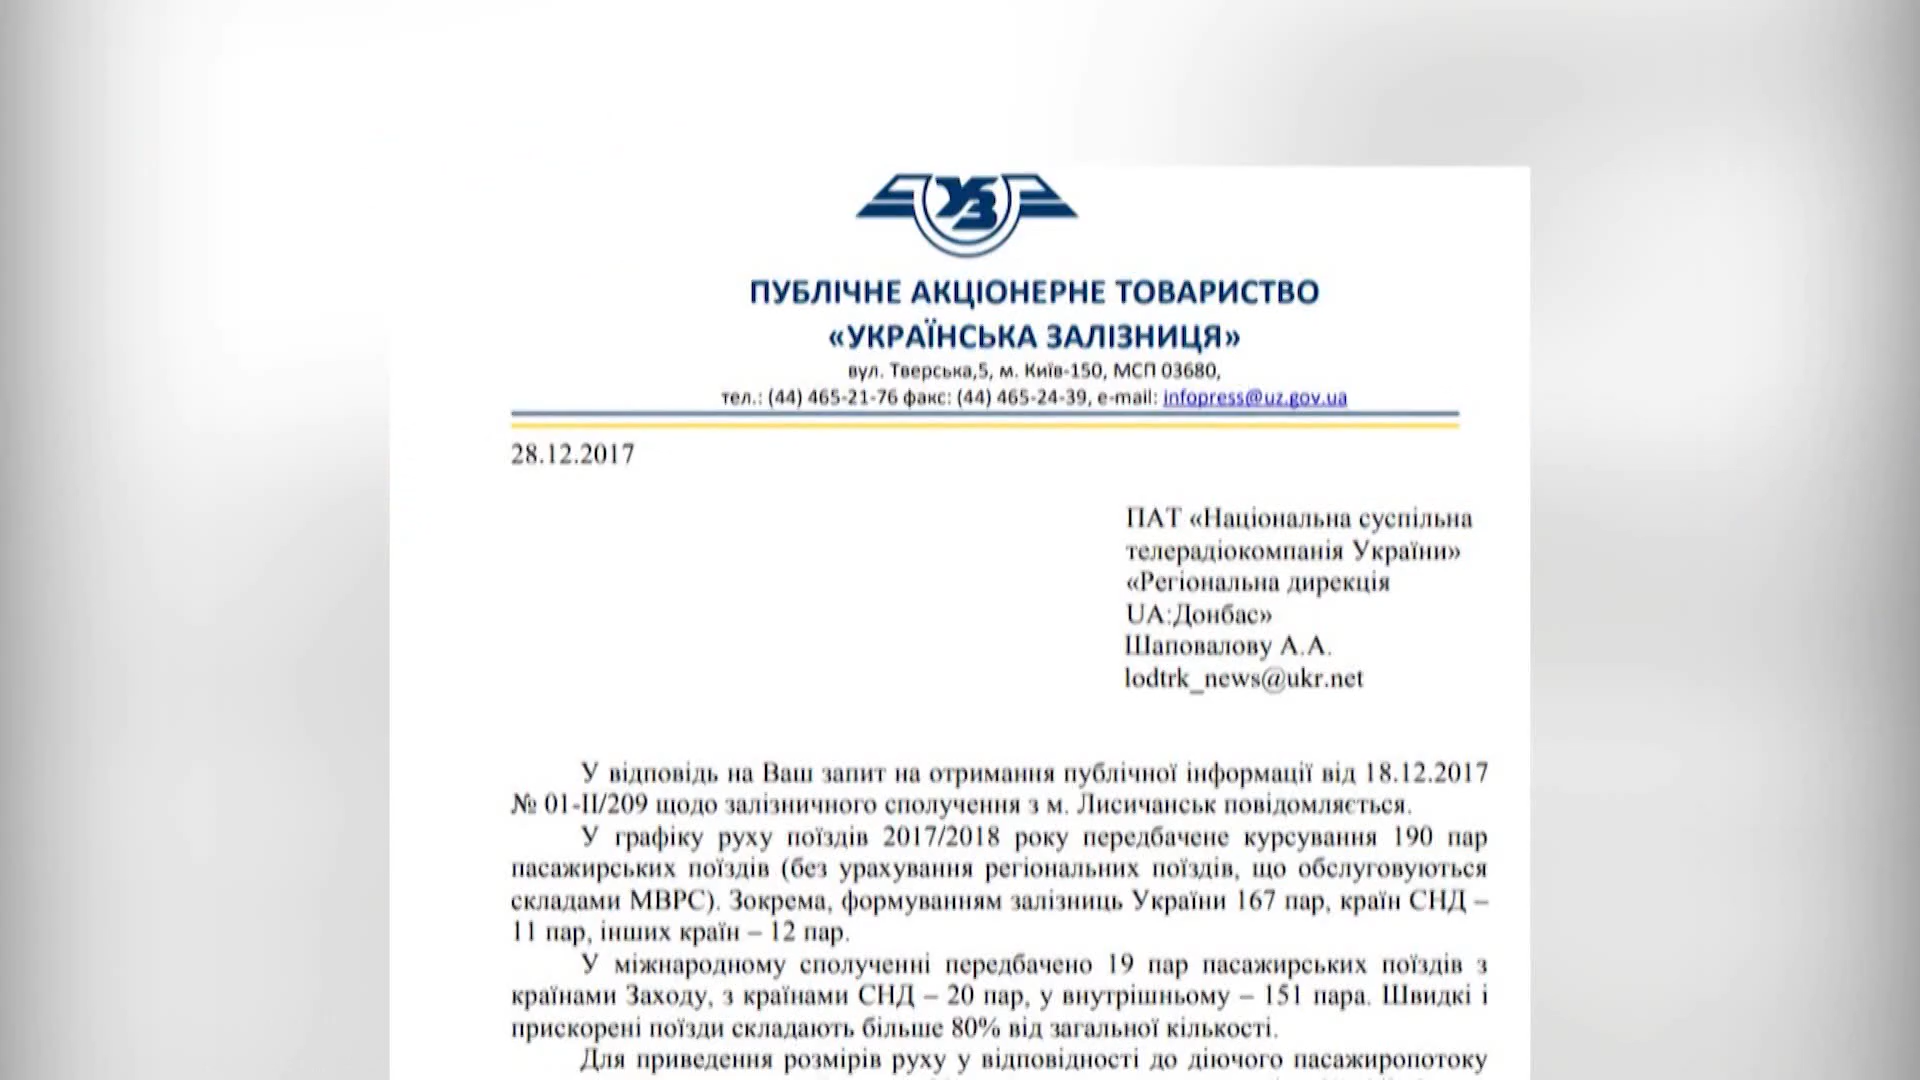 УЗ
ПУБЛІЧНЕ АКЦІОНЕРНЕ ТОВАРИСТВО
«УКРАЇНСЬКА ЗАЛІЗНИЦЯ»
вул. Тверська,5, м. Київ-150, МСП 03680,
тел.: (44) 465-21-76 факс: (44) 465-24-39, e-mail: infopress@uz.gov.ua
28.12.2017
ПАТ «Національна суспільна
телерадіокомпанія України»
«Регіональна дирекція
UA:Донбас»
Шаповалову А.А.
lodtrk_news@ukr.net
У відповідь на Ваш запит на отримання публічної інформації від 18.12.2017
№ 01-ІІ/209 щодо залізничного сполучення з м. Лисичанськ повідомляється.
У графіку руху поїздів 2017/2018 року передбачене курсування 190 пар
пасажирських поїздів (без урахування регіональних поїздів, що обслуговуються
складами МВРС). Зокрема, формуванням залізниць України 167 пар, країн СНД –
11 пар, інших країн – 12 пар.
У міжнародному сполученні передбачено 19 пар пасажирських поїздів з
країнами Заходу, з країнами СНД – 20 пар, у внутрішньому – 151 пара. Швидкі і
прискорені поїзди складають більше 80% від загальної кількості.
Для приведення розмірів руху у відповідності до діючого пасажиропотоку